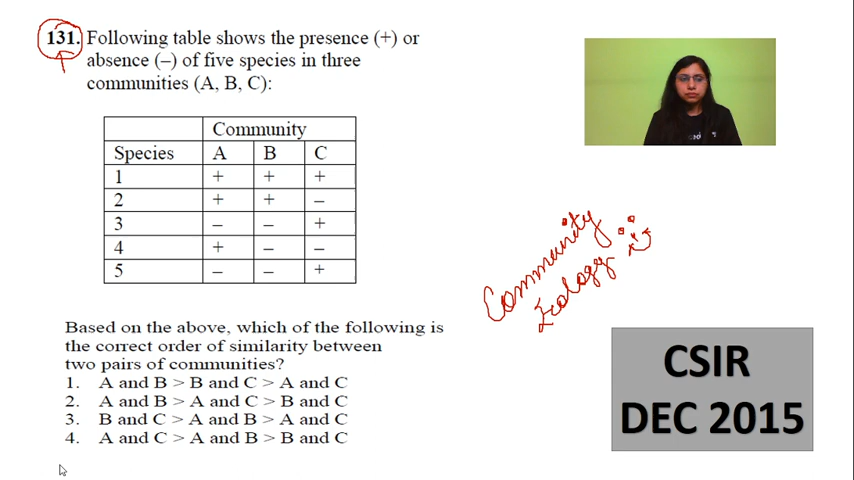 131. Following table shows the presence (+) or
absence (–) of five species in three
communities (A, B, C):
Community
Species A B C
1 + + +
2 + + –
3 – – +
4 + – –
5 – – +
Based on the above, which of the following is
the correct order of similarity between
two pairs of communities?
1. A and B > B and C > A and C
2. A and B > A and C > B and C
3. B and C > A and B > A and C
4. A and C > A and B > B and C
Community
Ecology
CSIR
DEC 2015